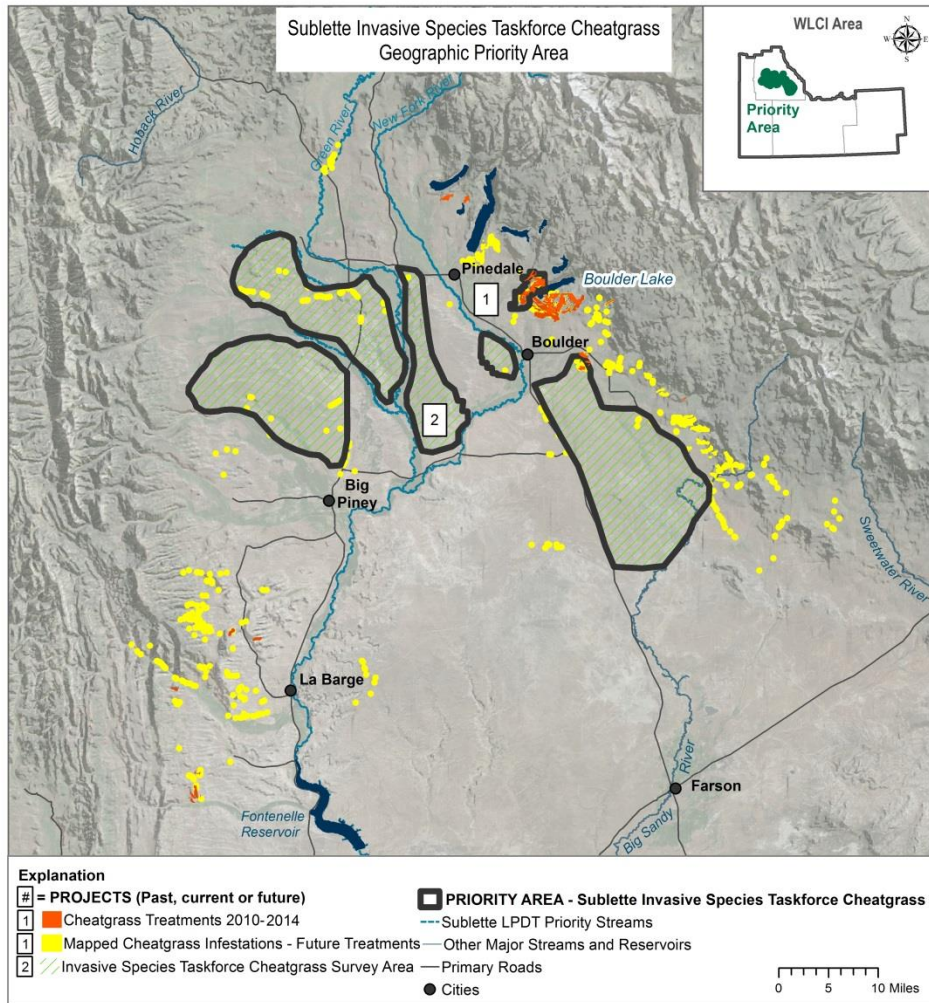 Sublette Invasive Species Taskforce Cheatgrass
Geographic Priority Area
WLCI Area
N
W
E
S
Priority
Area
Hoback River
Green River
New Fork River
Pinedale
1
Boulder Lake
Boulder
2
Big
Piney
Sweetwater River
La Barge
Fontenelle
Reservoir
Farson
Big Sandy
River
Explanation
# = PROJECTS (Past, current or future)
1 Cheatgrass Treatments 2010-2014
1 Mapped Cheatgrass Infestations - Future Treatments
2 Invasive Species Taskforce Cheatgrass Survey Area
PRIORITY AREA - Sublette Invasive Species Taskforce Cheatgrass
Sublette LPDT Priority Streams
Other Major Streams and Reservoirs
Primary Roads
Cities
0 5 10 Miles